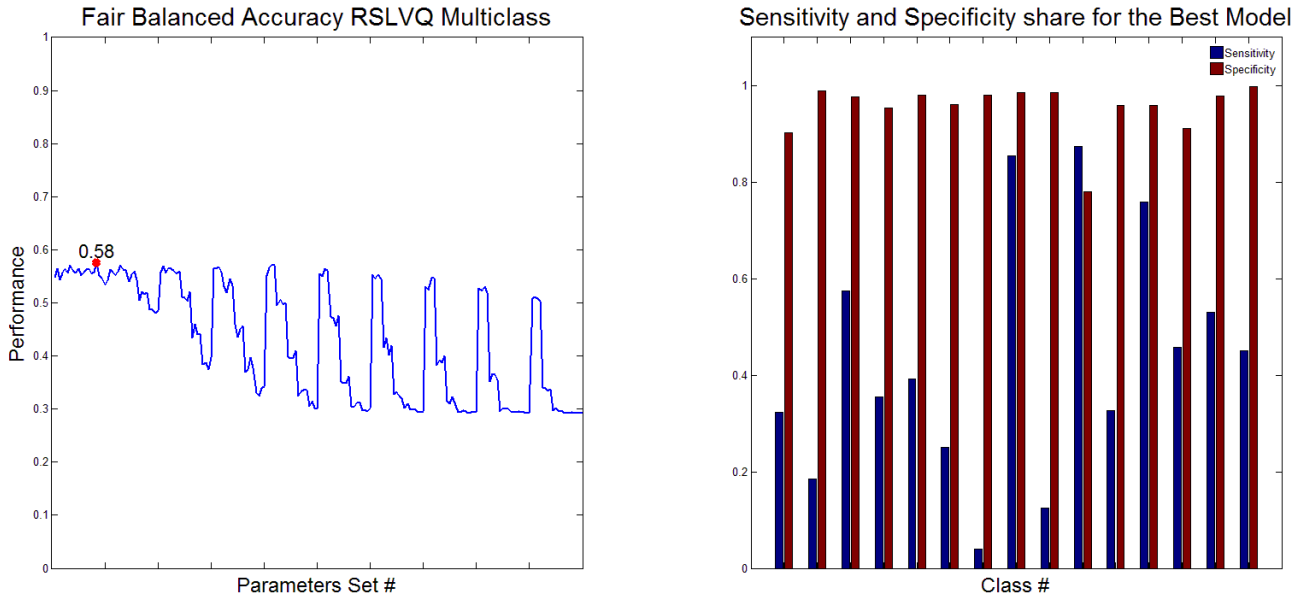 Fair Balanced Accuracy RSLVQ Multiclass
1
0.9
0.8
0.7
0.6
0.5
0.4
0.3
0.2
0.1
0
0.58
Performance
Parameters Set #
Sensitivity and Specificity share for the Best Model
Sensitivity
Specificity
1
0.8
0.6
0.4
0.2
0
Class #